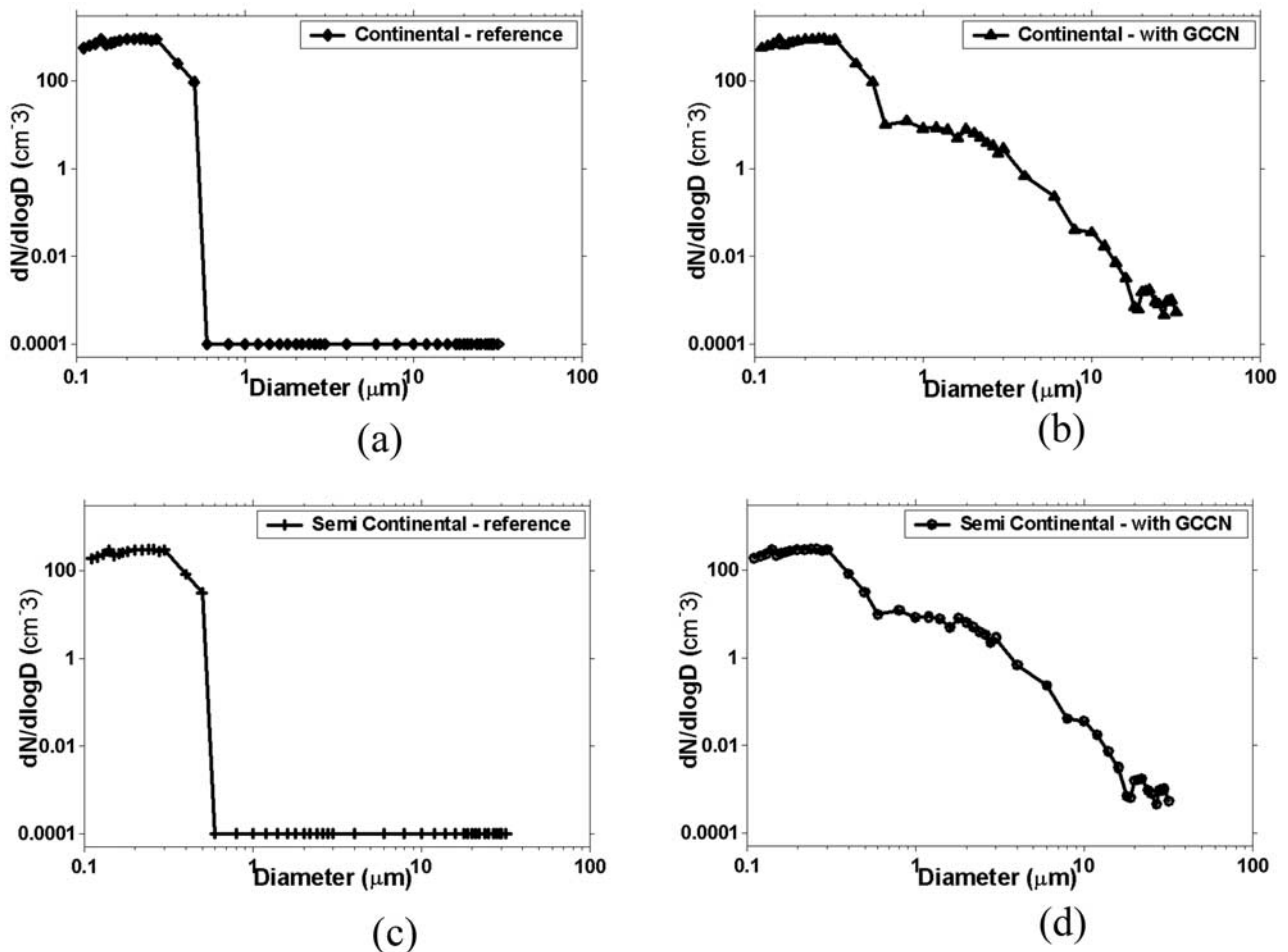 Continental - reference
dN/dlogD (cm⁻3)
100
1
0.01
0.0001
0.1
1
10
100
Diameter (μm)
(a)
Continental - with GCCN
dN/dlogD (cm⁻3)
100
1
0.01
0.0001
0.1
1
10
100
Diameter (μm)
(b)
Semi Continental - reference
dN/dlogD (cm⁻3)
100
1
0.01
0.0001
0.1
1
10
100
Diameter (μm)
(c)
Semi Continental - with GCCN
dN/dlogD (cm⁻3)
100
1
0.01
0.0001
0.1
1
10
100
Diameter (μm)
(d)